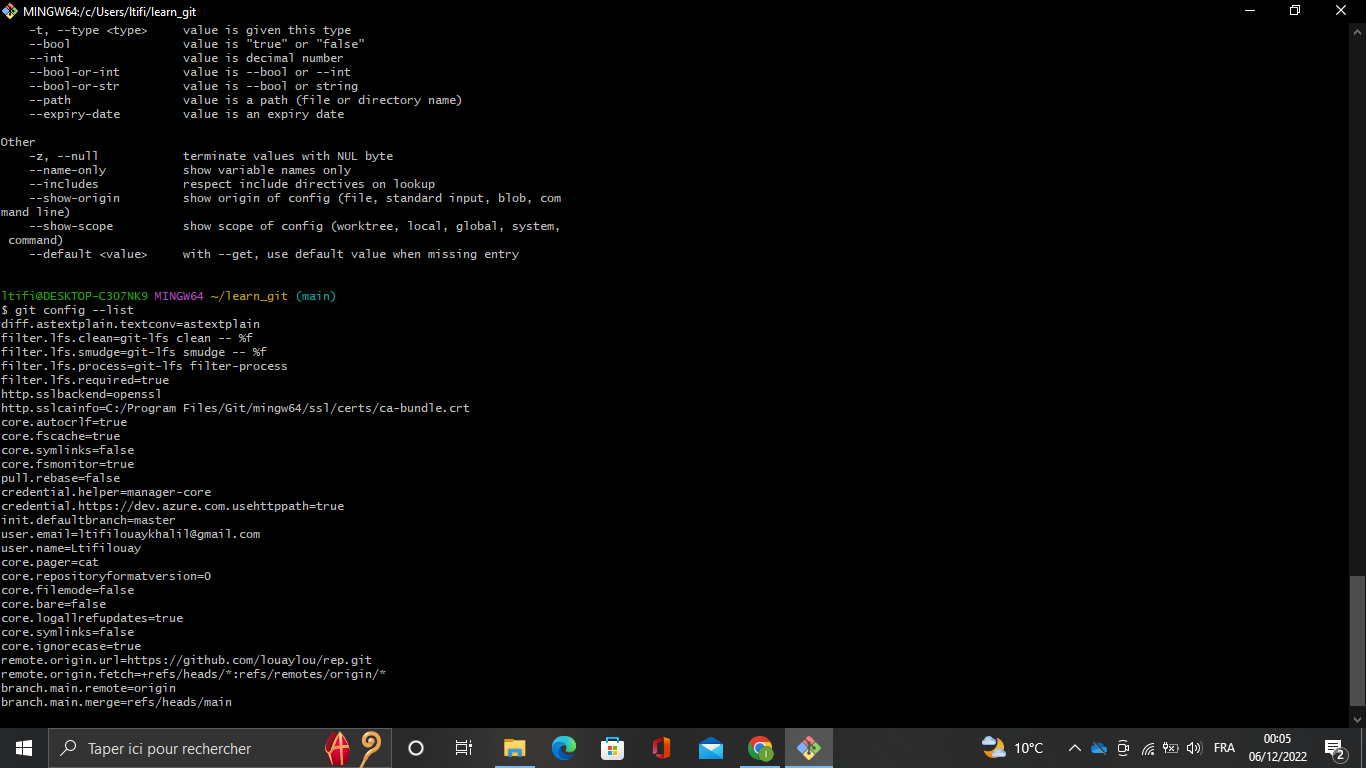 MINGW64:/c/Users/ltifi/learn_git
-t, --type <type>     value is given this type
--bool                value is "true" or "false"
--int                 value is decimal number
--bool-or-int         value is --bool or --int
--bool-or-str         value is --bool or string
--path                value is a path (file or directory name)
--expiry-date         value is an expiry date
Other
-z, --null            terminate values with NUL byte
--name-only           show variable names only
--includes            respect include directives on lookup
--show-origin         show origin of config (file, standard input, blob, com
mand line)
--show-scope          show scope of config (worktree, local, global, system,
command)
--default <value>     with --get, use default value when missing entry
ltifi@DESKTOP-C3O7NK9 MINGW64 ~/learn_git (main)
$ git config --list
diff.astextplain.textconv=astextplain
filter.lfs.clean=git-lfs clean -- %f
filter.lfs.smudge=git-lfs smudge -- %f
filter.lfs.process=git-lfs filter-process
filter.lfs.required=true
http.sslbackend=openssl
http.sslcainfo=C:/Program Files/Git/mingw64/ssl/certs/ca-bundle.crt
core.autocrlf=true
core.fscache=true
core.symlinks=false
core.fsmonitor=true
pull.rebase=false
credential.helper=manager-core
credential.https://dev.azure.com.usehttppath=true
init.defaultbranch=master
user.email=ltifilouaykhalil@gmail.com
user.name=Ltifilouay
core.pager=cat
core.repositoryformatversion=0
core.filemode=false
core.bare=false
core.logallrefupdates=true
core.symlinks=false
core.ignorecase=true
remote.origin.url=https://github.com/louaylou/rep.git
remote.origin.fetch=+refs/heads/*:refs/remotes/origin/*
branch.main.remote=origin
branch.main.merge=refs/heads/main
Taper ici pour rechercher
10°C
FRA
00:05
06/12/2022
2